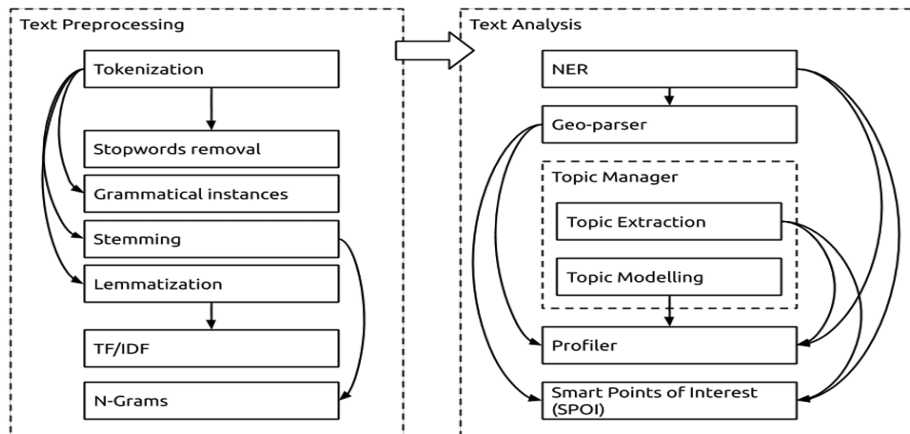 Text Preprocessing
Tokenization
Stopwords removal
Grammatical instances
Stemming
Lemmatization
TF/IDF
N-Grams
Text Analysis
NER
Geo-parser
Topic Manager
Topic Extraction
Topic Modelling
Profiler
Smart Points of Interest
(SPOI)